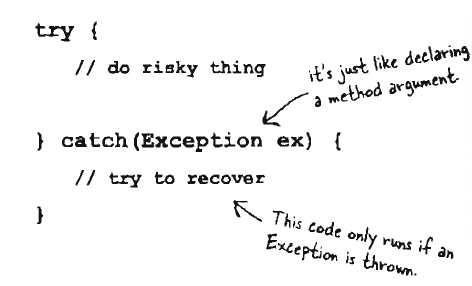 try {
// do risky thing
it's just like declaring
a method argument.
} catch(Exception ex) {
// try to recover
}
This code only runs if an
Exception is thrown.